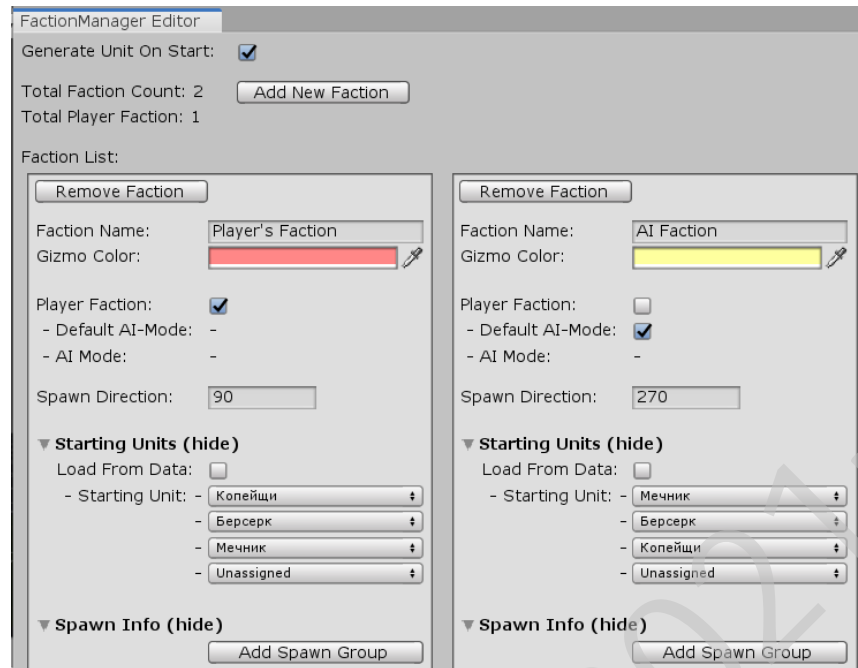 FactionManager Editor
Generate Unit On Start:
Total Faction Count: 2 Add New Faction
Total Player Faction: 1
Faction List:
Remove Faction
Faction Name: Player's Faction
Gizmo Color:
Player Faction:
- Default AI-Mode: -
- AI Mode: -
Spawn Direction: 90
Starting Units (hide)
Load From Data:
- Starting Unit: - Копейщи
- Берсерк
- Мечник
- Unassigned
Spawn Info (hide)
Add Spawn Group
Remove Faction
Faction Name: AI Faction
Gizmo Color:
Player Faction:
- Default AI-Mode:
- AI Mode: -
Spawn Direction: 270
Starting Units (hide)
Load From Data:
- Starting Unit: - Мечник
- Берсерк
- Копейщи
- Unassigned
Spawn Info (hide)
Add Spawn Group